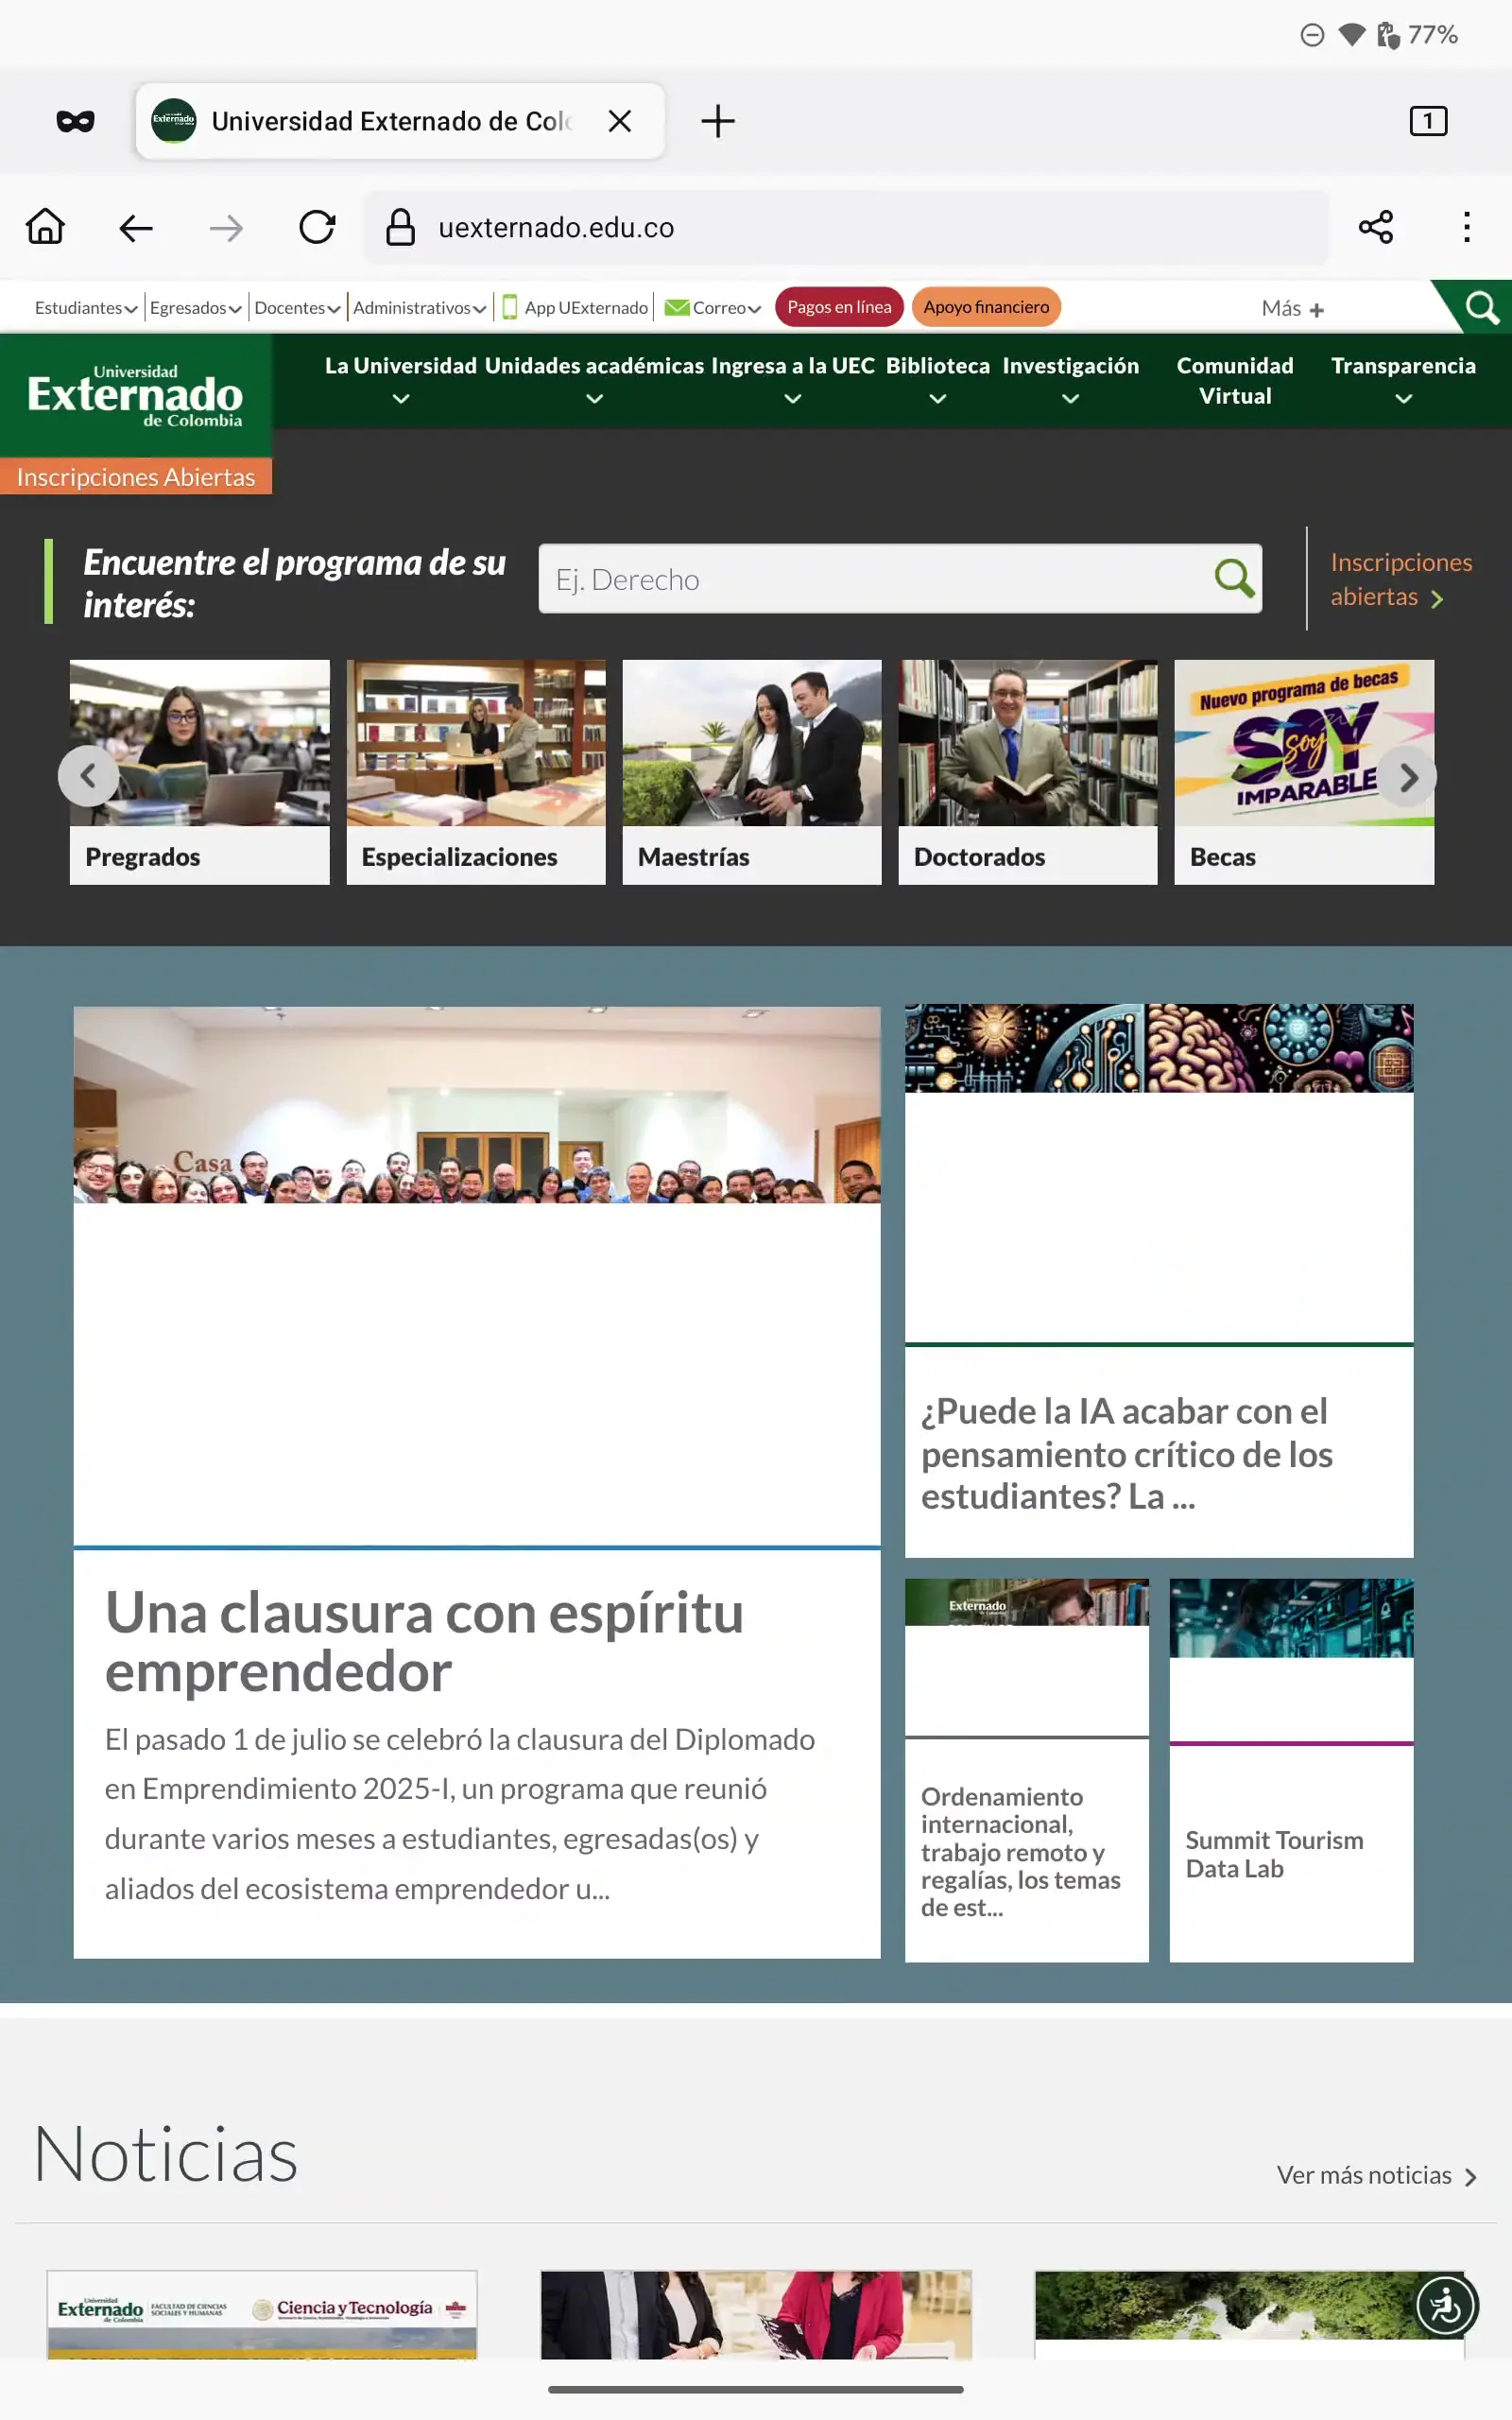 77%
Universidad Externado de Col
1
uexternado.edu.co
Estudiantes Egresados Docentes Administrativos App UExternado Correo Pagos en línea Apoyo financiero Más +
Universidad
Externado
de Colombia
La Universidad Unidades académicas Ingresa a la UEC Biblioteca Investigación Comunidad Virtual Transparencia
Inscripciones Abiertas
Encuentre el programa de su
interés:
Ej. Derecho
Inscripciones
abiertas
Nuevo programa de becas
SOY
soy
IMPARABLE
Pregrados
Especializaciones
Maestrías
Doctorados
Becas
Casa
Una clausura con espíritu
emprendedor
El pasado 1 de julio se celebró la clausura del Diplomado
en Emprendimiento 2025-I, un programa que reunió
durante varios meses a estudiantes, egresadas(os) y
aliados del ecosistema emprendedor u...
¿Puede la IA acabar con el
pensamiento crítico de los
estudiantes? La ...
Externado
Ordenamiento
internacional,
trabajo remoto y
regalías, los temas
de est...
Summit Tourism
Data Lab
Noticias
Ver más noticias
Externado
de Colombia
FACULTAD DE CIENCIAS
SOCIALES Y HUMANAS
Ciencia y Tecnología